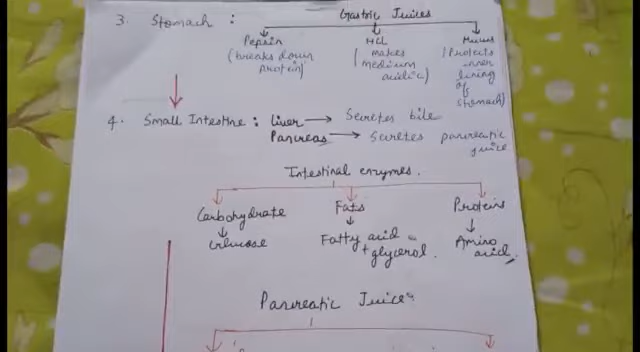 3. Stomach :
Gastric Juices
Pepsin
(breaks down
protein)
HCL
( makes
medium
acidic)
Mucus
(Protects
inner
lining
of
stomach)
4. Small Intestine : Liver → Secretes bile
Pancreas → Secretes pancreatic
juice
Intestinal enzymes.
Carbohydrate
↓
Glucose
Fats
↓
Fatty acid
+ glycerol.
Proteins
↓
Amino
acid
Pancreatic Juice